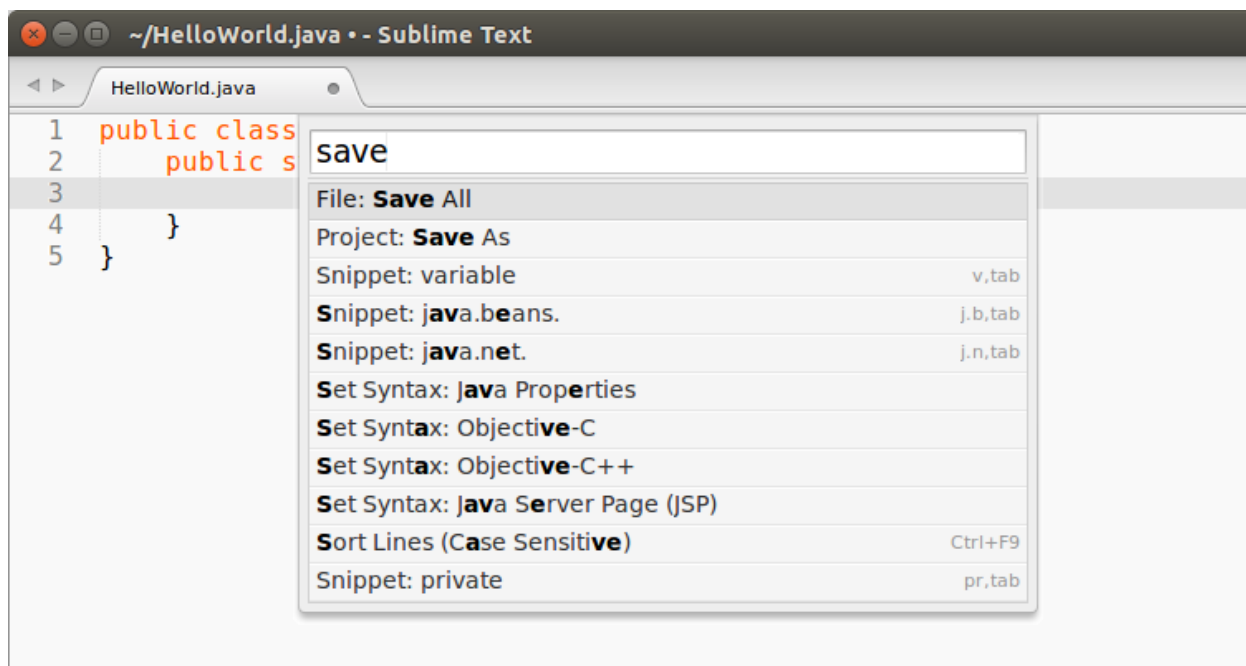 ~/HelloWorld.java • - Sublime Text
HelloWorld.java
1 public class
2 public s
3
4 }
5 }
save
File: Save All
Project: Save As
Snippet: variable v,tab
Snippet: java.beans. j.b,tab
Snippet: java.net. j.n,tab
Set Syntax: Java Properties
Set Syntax: Objective-C
Set Syntax: Objective-C++
Set Syntax: Java Server Page (JSP)
Sort Lines (Case Sensitive) Ctrl+F9
Snippet: private pr,tab